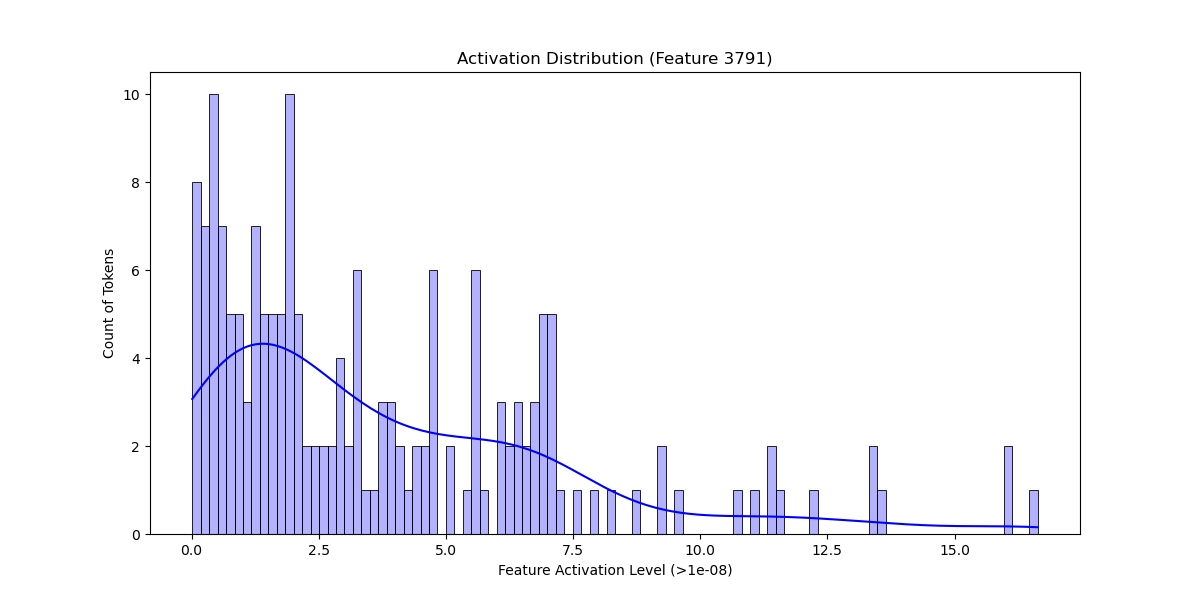 Activation Distribution (Feature 3791)
10
8
6
4
2
0
Count of Tokens
0.0 2.5 5.0 7.5 10.0 12.5 15.0
Feature Activation Level (>1e-08)